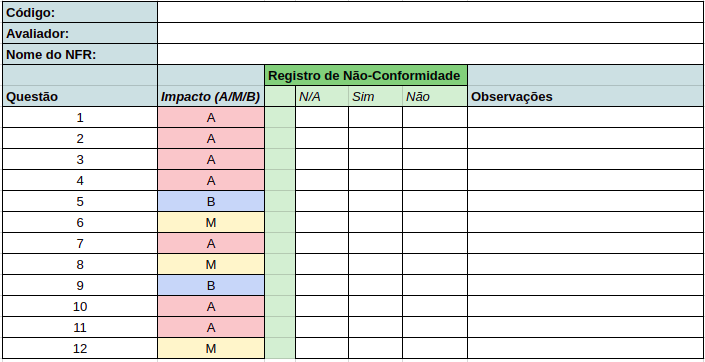 Código:
Avaliador:
Nome do NFR:
Registro de Não-Conformidade
Questão Impacto (A/M/B) N/A Sim Não Observações
1 A
2 A
3 A
4 A
5 B
6 M
7 A
8 M
9 B
10 A
11 A
12 M